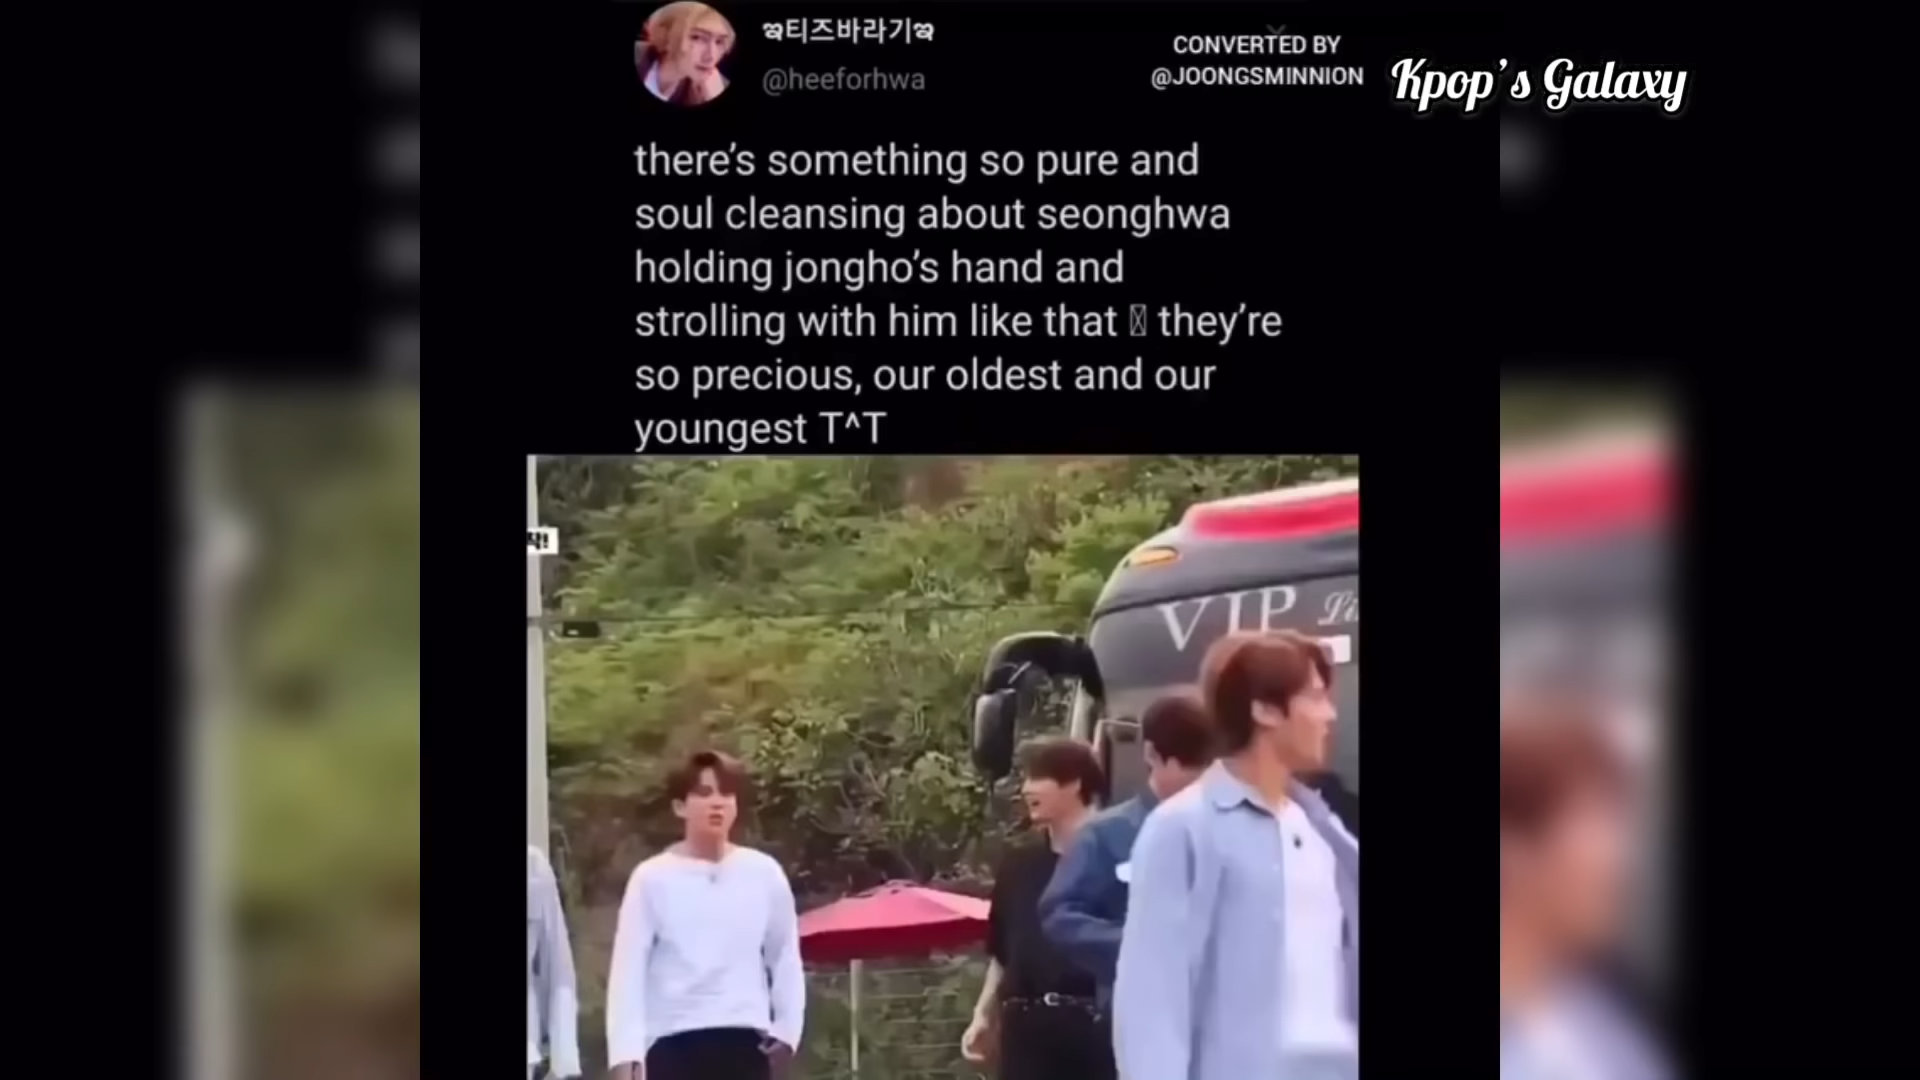 ஐ티즈바라기ஐ
@heeforhwa
CONVERTED BY
@JOONGSMINNION
Kpop's Galaxy
there's something so pure and
soul cleansing about seonghwa
holding jongho's hand and
strolling with him like that
they're
so precious, our oldest and our
youngest T^T
VIP